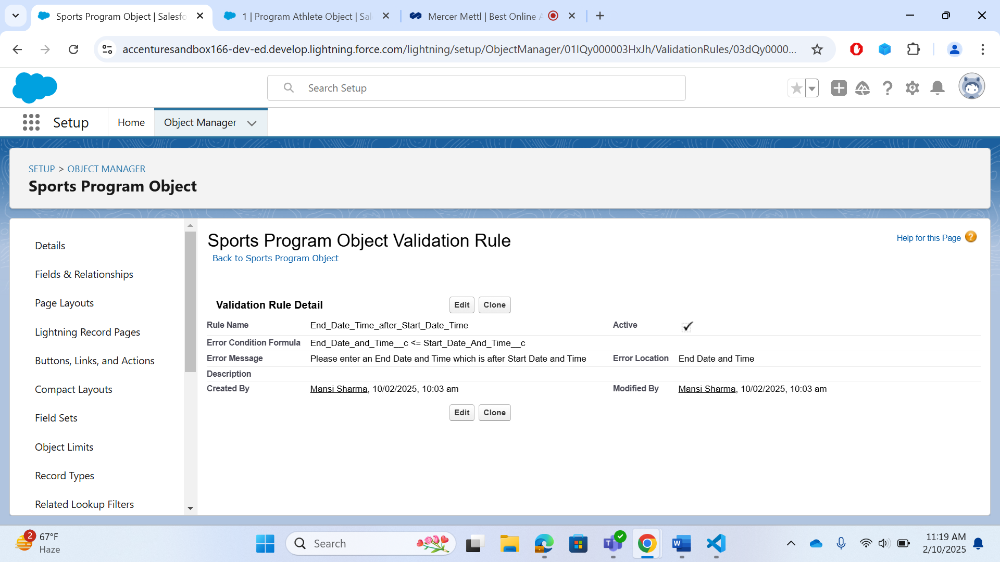 Sports Program Object | Salesfo
1 | Program Athlete Object | Sal
Mercer Mettl | Best Online A
accenturesandbox166-dev-ed.develop.lightning.force.com/lightning/setup/ObjectManager/01IQy000003HxJh/ValidationRules/03dQy0000...
Search Setup
Setup
Home
Object Manager
SETUP > OBJECT MANAGER
Sports Program Object
Details
Fields & Relationships
Page Layouts
Lightning Record Pages
Buttons, Links, and Actions
Compact Layouts
Field Sets
Object Limits
Record Types
Related Lookup Filters
Sports Program Object Validation Rule
Help for this Page ?
Back to Sports Program Object
Validation Rule Detail
Edit Clone
Rule Name End_Date_Time_after_Start_Date_Time Active
Error Condition Formula End_Date_and_Time__c <= Start_Date_And_Time__c
Error Message Please enter an End Date and Time which is after Start Date and Time Error Location End Date and Time
Description
Created By Mansi Sharma, 10/02/2025, 10:03 am Modified By Mansi Sharma, 10/02/2025, 10:03 am
Edit Clone
2
67°F
Haze
Search
11:19 AM
2/10/2025